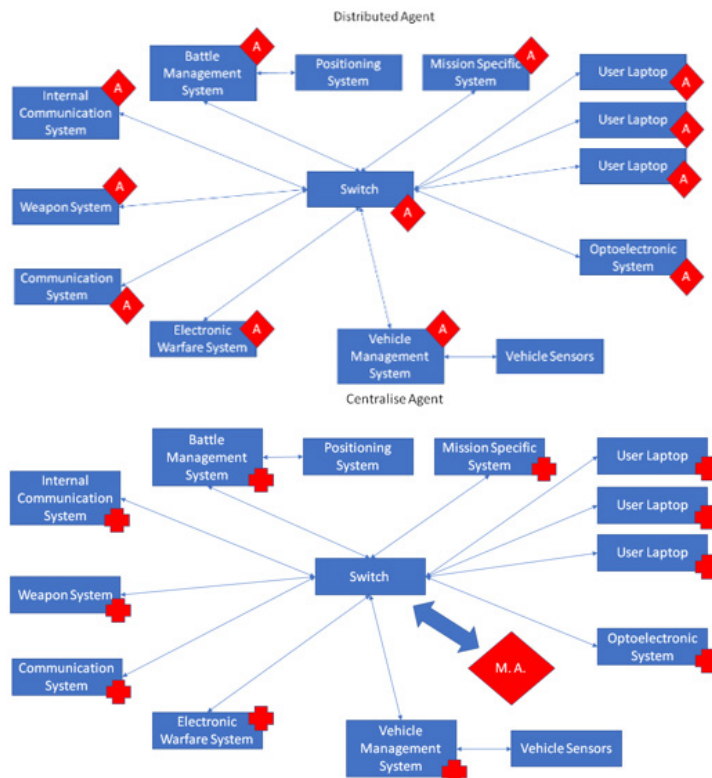 Distributed Agent
Battle
Management
System
A
Positioning
System
Mission Specific
System
A
User Laptop
A
Internal
Communication
System
A
User Laptop
A
User Laptop
A
Switch
A
Weapon System
A
Communication
System
A
Optoelectronic
System
A
Electronic
Warfare System
A
Vehicle
Management
System
A
Vehicle Sensors
Centralise Agent
Battle
Management
System
Positioning
System
Mission Specific
System
User Laptop
Internal
Communication
System
User Laptop
User Laptop
Switch
Weapon System
Communication
System
M. A.
Optoelectronic
System
Electronic
Warfare System
Vehicle
Management
System
Vehicle Sensors